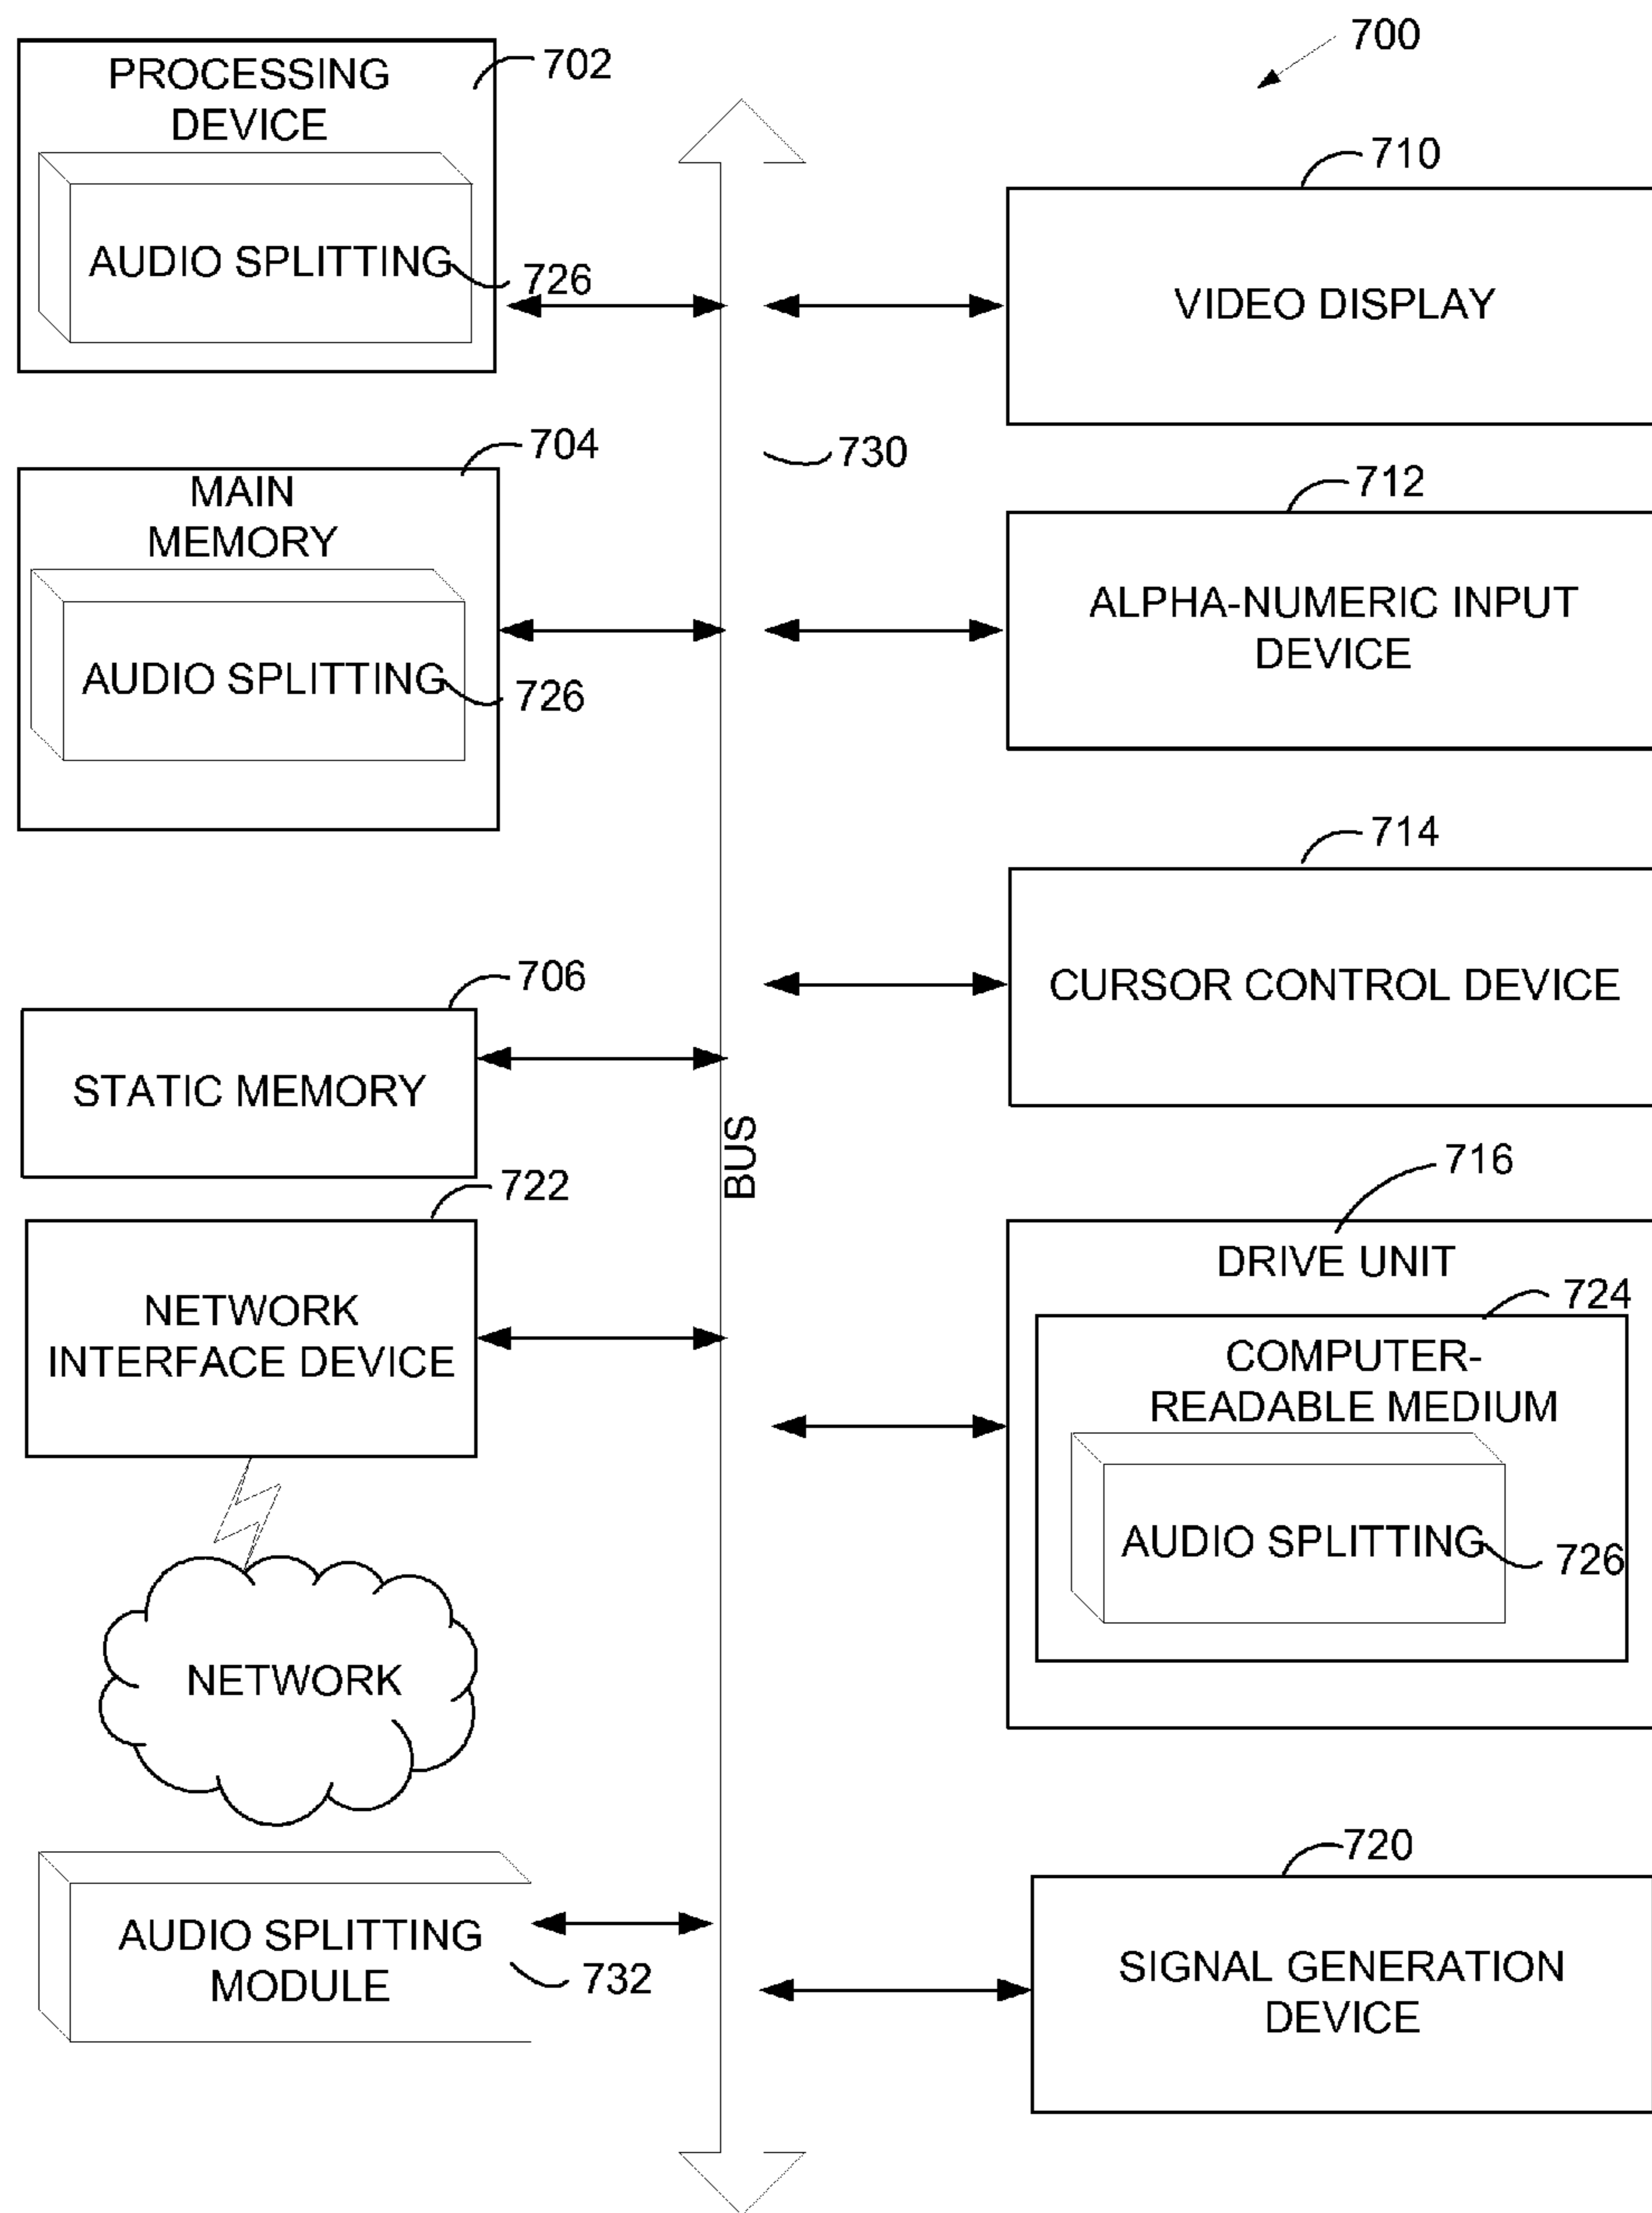 700
PROCESSING
DEVICE
702
AUDIO SPLITTING
726
710
VIDEO DISPLAY
MAIN
MEMORY
704
AUDIO SPLITTING
726
730
712
ALPHA-NUMERIC INPUT
DEVICE
714
CURSOR CONTROL DEVICE
706
STATIC MEMORY
BUS
722
NETWORK
INTERFACE DEVICE
716
DRIVE UNIT
724
COMPUTER-
READABLE MEDIUM
AUDIO SPLITTING
726
NETWORK
AUDIO SPLITTING
MODULE
732
720
SIGNAL GENERATION
DEVICE